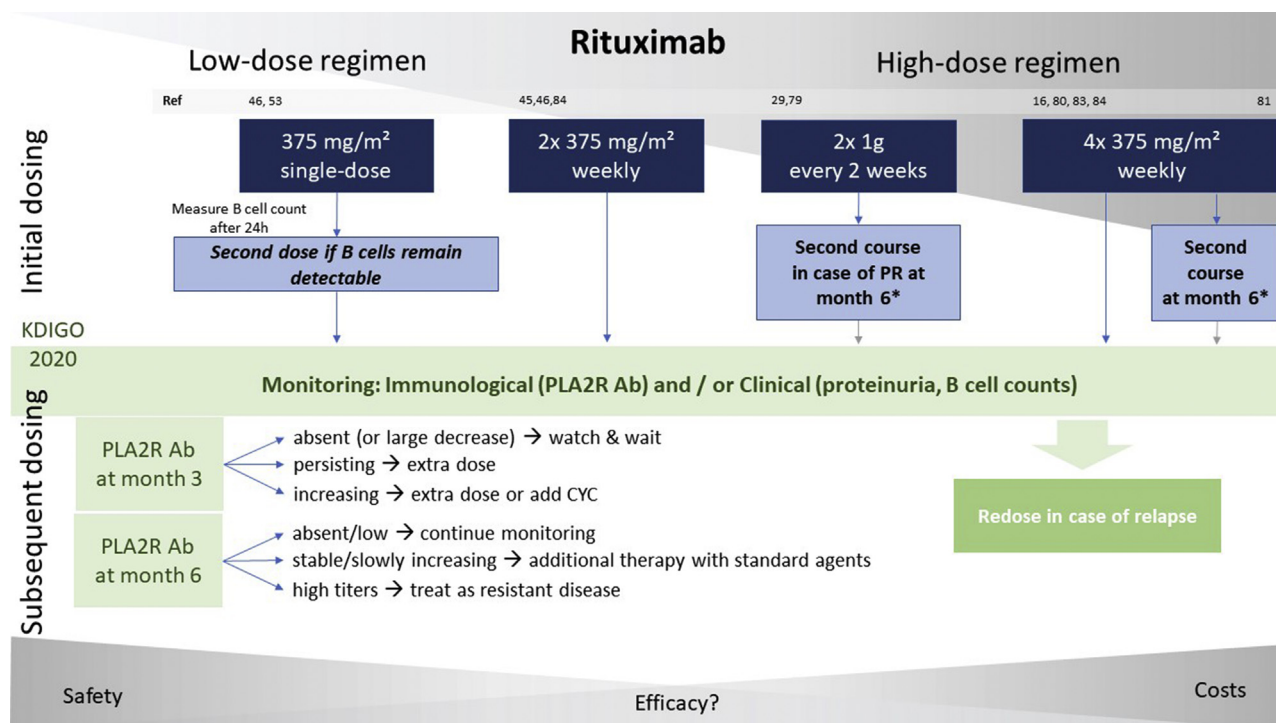 Rituximab
Low-dose regimen
High-dose regimen
Ref
46, 53
45,46,84
29,79
16, 80, 83, 84
81
Initial dosing
375 mg/m²
single-dose
2x 375 mg/m²
weekly
2x 1g
every 2 weeks
4x 375 mg/m²
weekly
Measure B cell count
after 24h
Second dose if B cells remain
detectable
Second course
in case of PR at
month 6*
Second
course
at month 6*
KDIGO
2020
Monitoring: Immunological (PLA2R Ab) and / or Clinical (proteinuria, B cell counts)
Subsequent dosing
PLA2R Ab
at month 3
absent (or large decrease) → watch & wait
persisting → extra dose
increasing → extra dose or add CYC
PLA2R Ab
at month 6
absent/low → continue monitoring
stable/slowly increasing → additional therapy with standard agents
high titers → treat as resistant disease
Redose in case of relapse
Safety
Efficacy?
Costs